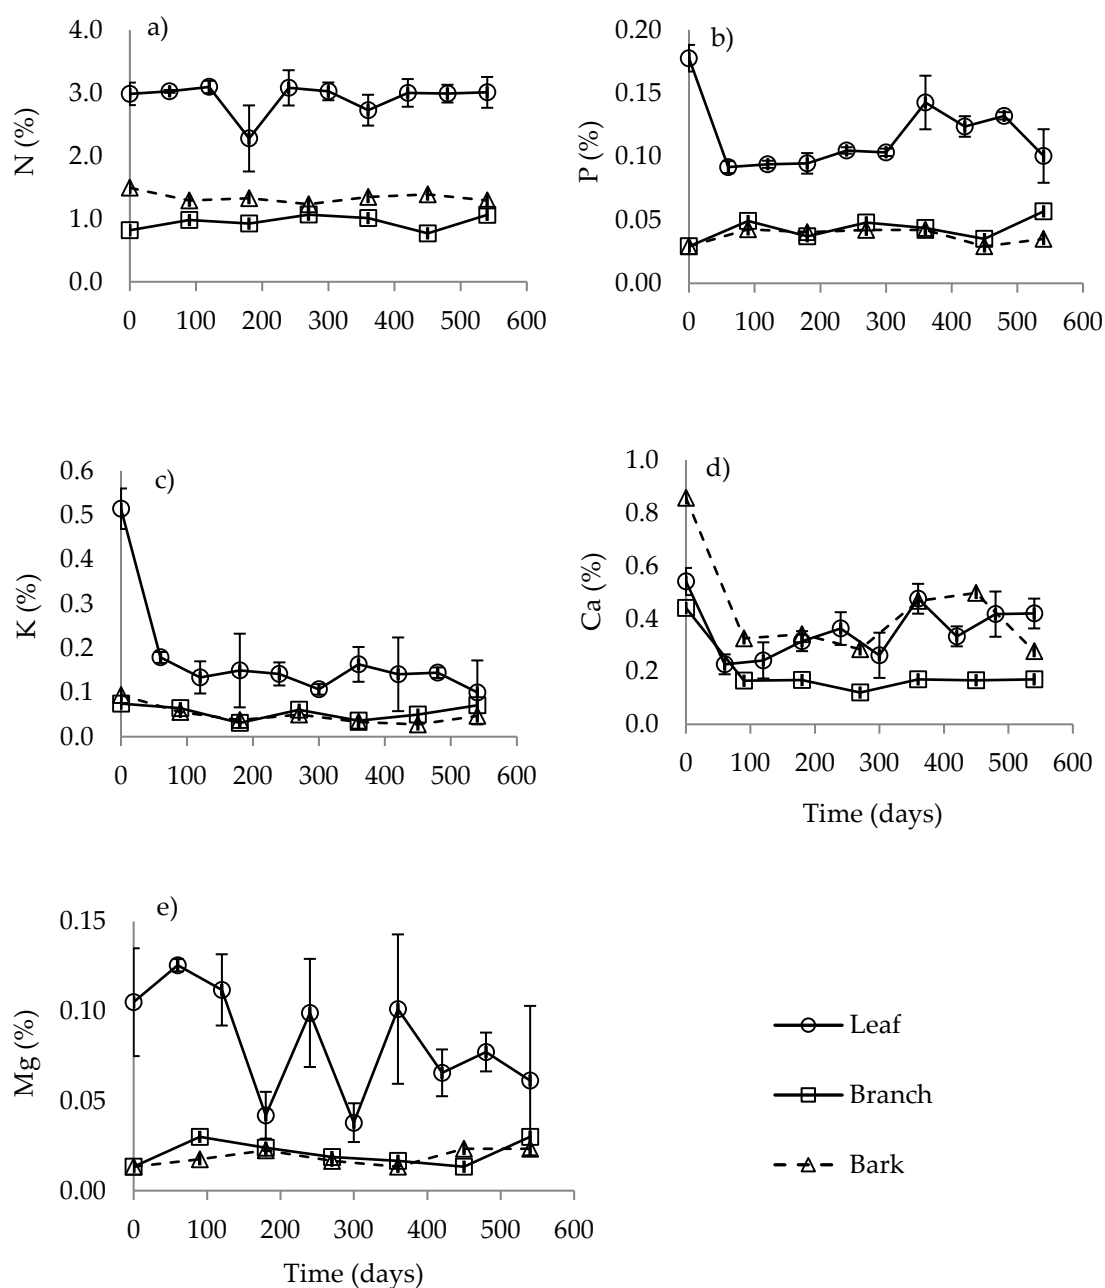 a)
4.0
3.0
2.0
1.0
0.0
N (%)
0 100 200 300 400 500 600
b)
0.20
0.15
0.10
0.05
0.00
P (%)
0 100 200 300 400 500 600
c)
0.6
0.5
0.4
0.3
0.2
0.1
0.0
K (%)
0 100 200 300 400 500 600
d)
1.0
0.8
0.6
0.4
0.2
0.0
Ca (%)
0 100 200 300 400 500 600
Time (days)
e)
0.15
0.10
0.05
0.00
Mg (%)
0 100 200 300 400 500 600
Time (days)
Leaf
Branch
Bark